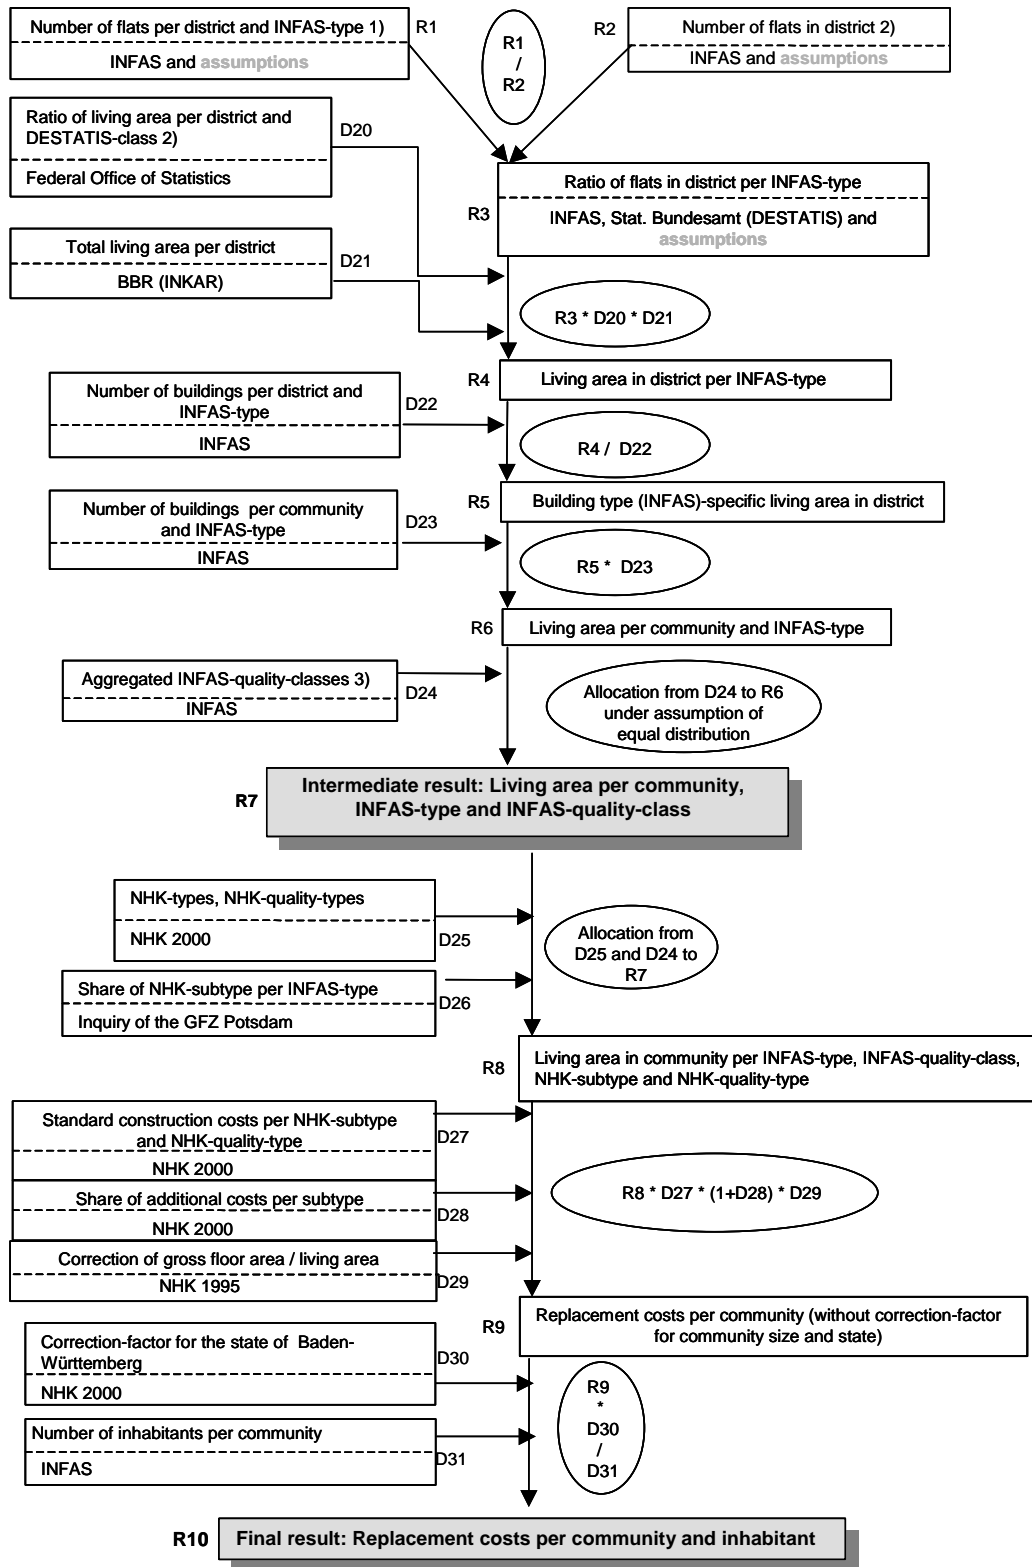 Number of flats per district and INFAS-type 1)
INFAS and assumptions
R1
R1
/
R2
R2
Number of flats in district 2)
INFAS and assumptions
Ratio of living area per district and
DESTATIS-class 2)
Federal Office of Statistics
D20
R3
Ratio of flats in district per INFAS-type
INFAS, Stat. Bundesamt (DESTATIS) and
assumptions
Total living area per district
BBR (INKAR)
D21
R3 * D20 * D21
R4
Living area in district per INFAS-type
Number of buildings per district and
INFAS-type
INFAS
D22
R4 / D22
R5
Building type (INFAS)-specific living area in district
Number of buildings per community
and INFAS-type
INFAS
D23
R5 * D23
R6
Living area per community and INFAS-type
Aggregated INFAS-quality-classes 3)
INFAS
D24
Allocation from D24 to R6
under assumption of
equal distribution
R7
Intermediate result: Living area per community,
INFAS-type and INFAS-quality-class
NHK-types, NHK-quality-types
NHK 2000
D25
Allocation from
D25 and D24 to
R7
Share of NHK-subtype per INFAS-type
Inquiry of the GFZ Potsdam
D26
R8
Living area in community per INFAS-type, INFAS-quality-class,
NHK-subtype and NHK-quality-type
Standard construction costs per NHK-subtype
and NHK-quality-type
NHK 2000
D27
Share of additional costs per subtype
NHK 2000
D28
R8 * D27 * (1+D28) * D29
Correction of gross floor area / living area
NHK 1995
D29
R9
Replacement costs per community (without correction-factor
for community size and state)
Correction-factor for the state of Baden-
Württemberg
NHK 2000
D30
R9
*
D30
/
D31
Number of inhabitants per community
INFAS
D31
R10
Final result: Replacement costs per community and inhabitant